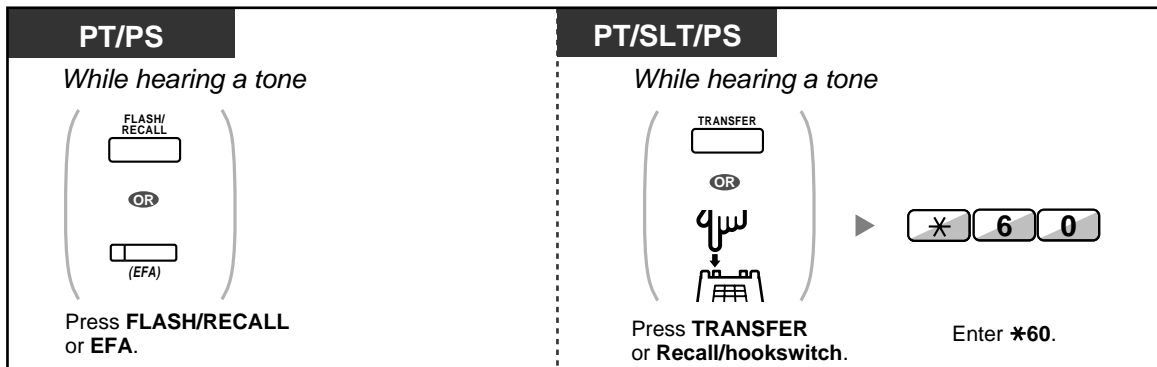 PT/PS
While hearing a tone
FLASH/
RECALL
OR
(EFA)
Press FLASH/RECALL
or EFA.
PT/SLT/PS
While hearing a tone
TRANSFER
OR
Press TRANSFER
or Recall/hookswitch.
* 6 0
Enter *60.